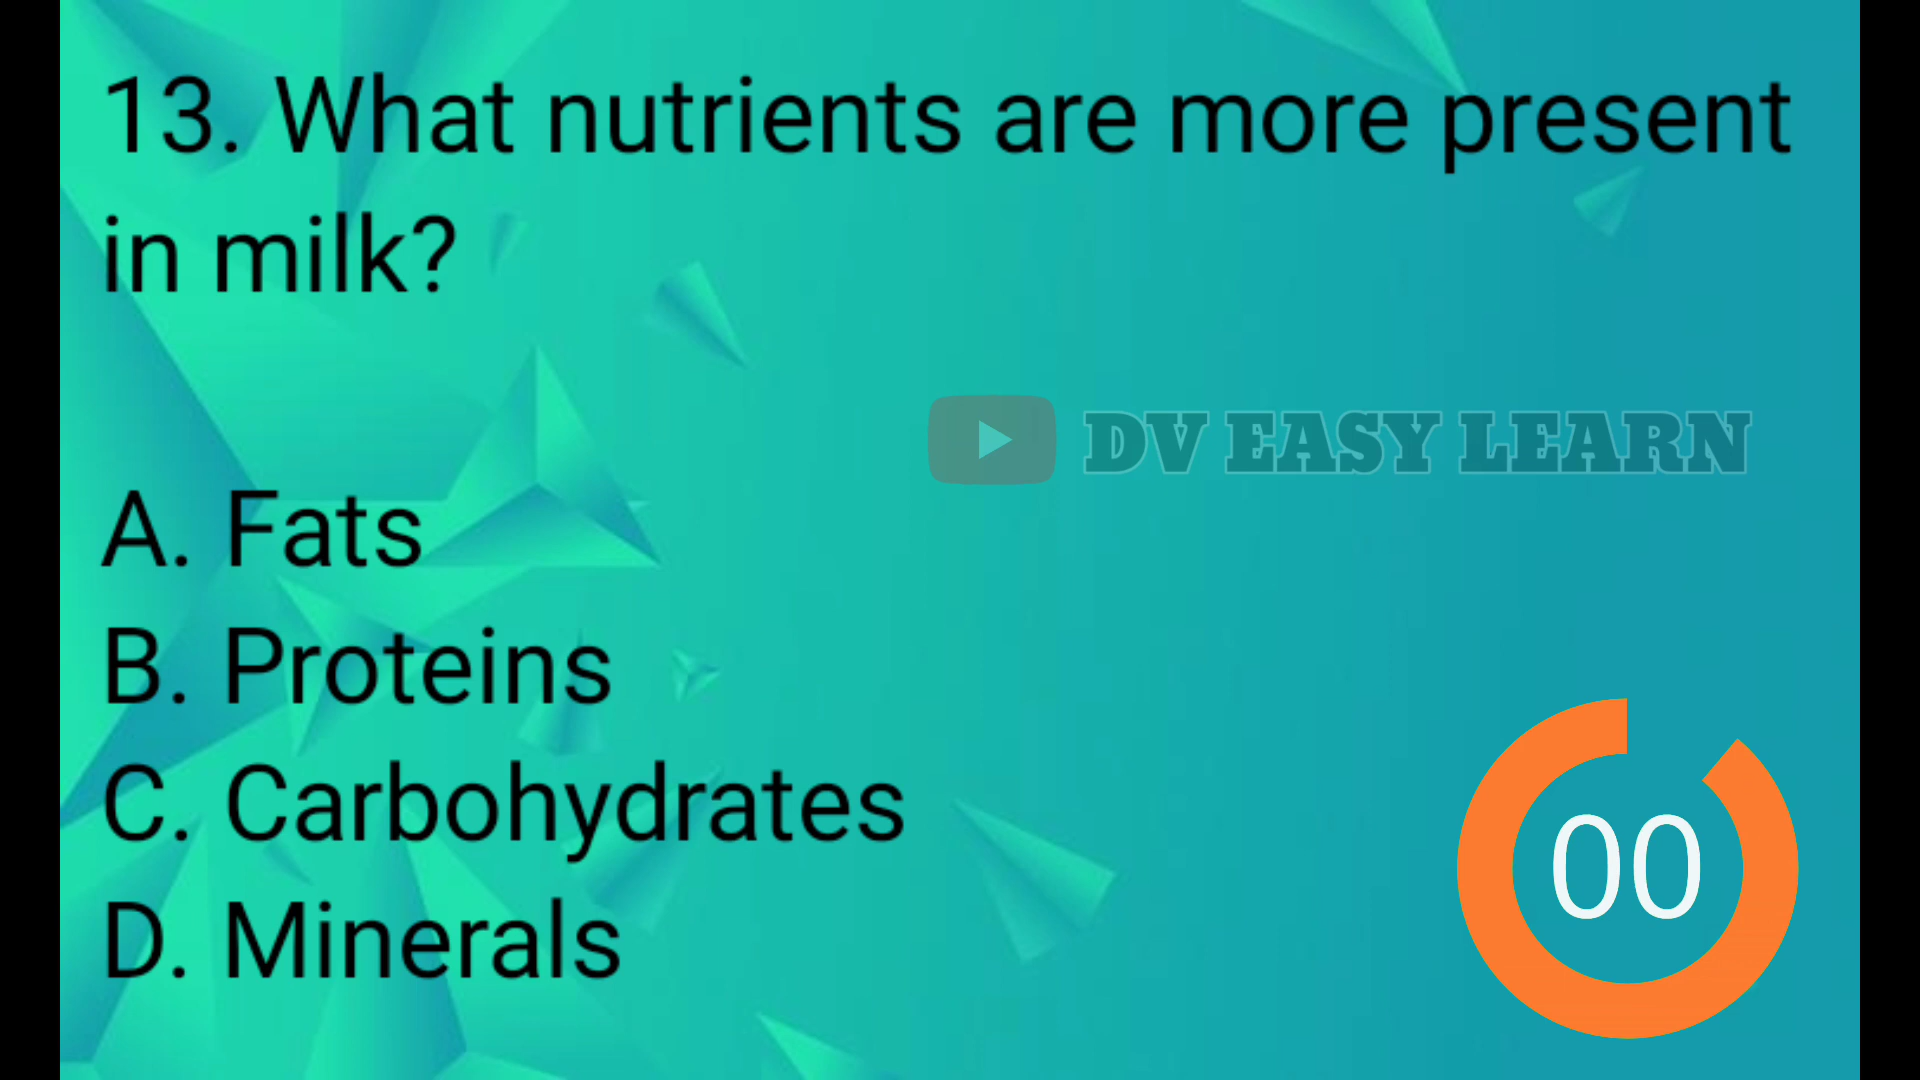 13. What nutrients are more present
in milk?
DV EASY LEARN
A. Fats
B. Proteins
C. Carbohydrates
D. Minerals
00